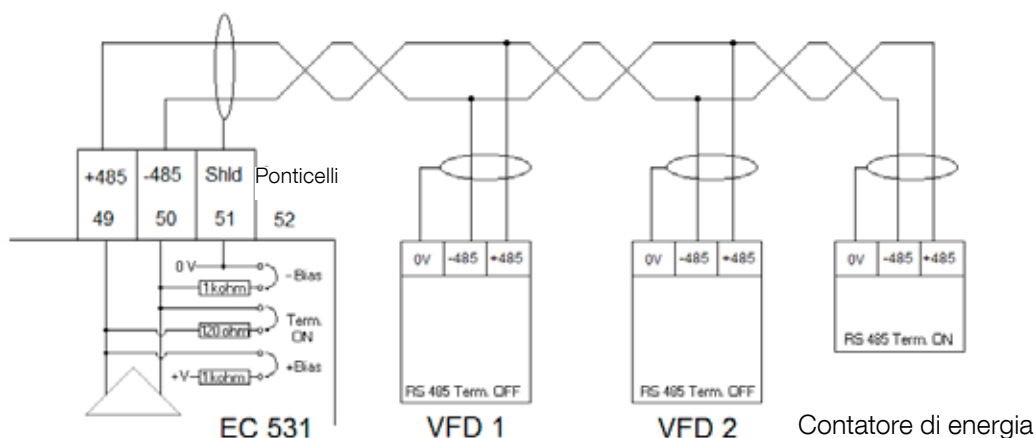 +485 -485 Shld Ponticelli
49 50 51 52
0 V
1kohm
-Bias
120 ohm
Term. ON
+Bias
+V
1kohm
EC 531
0V -485 +485
RS 485 Term. OFF
VFD 1
0V -485 +485
RS 485 Term. OFF
VFD 2
0V -485 +485
RS 485 Term. ON
Contatore di energia